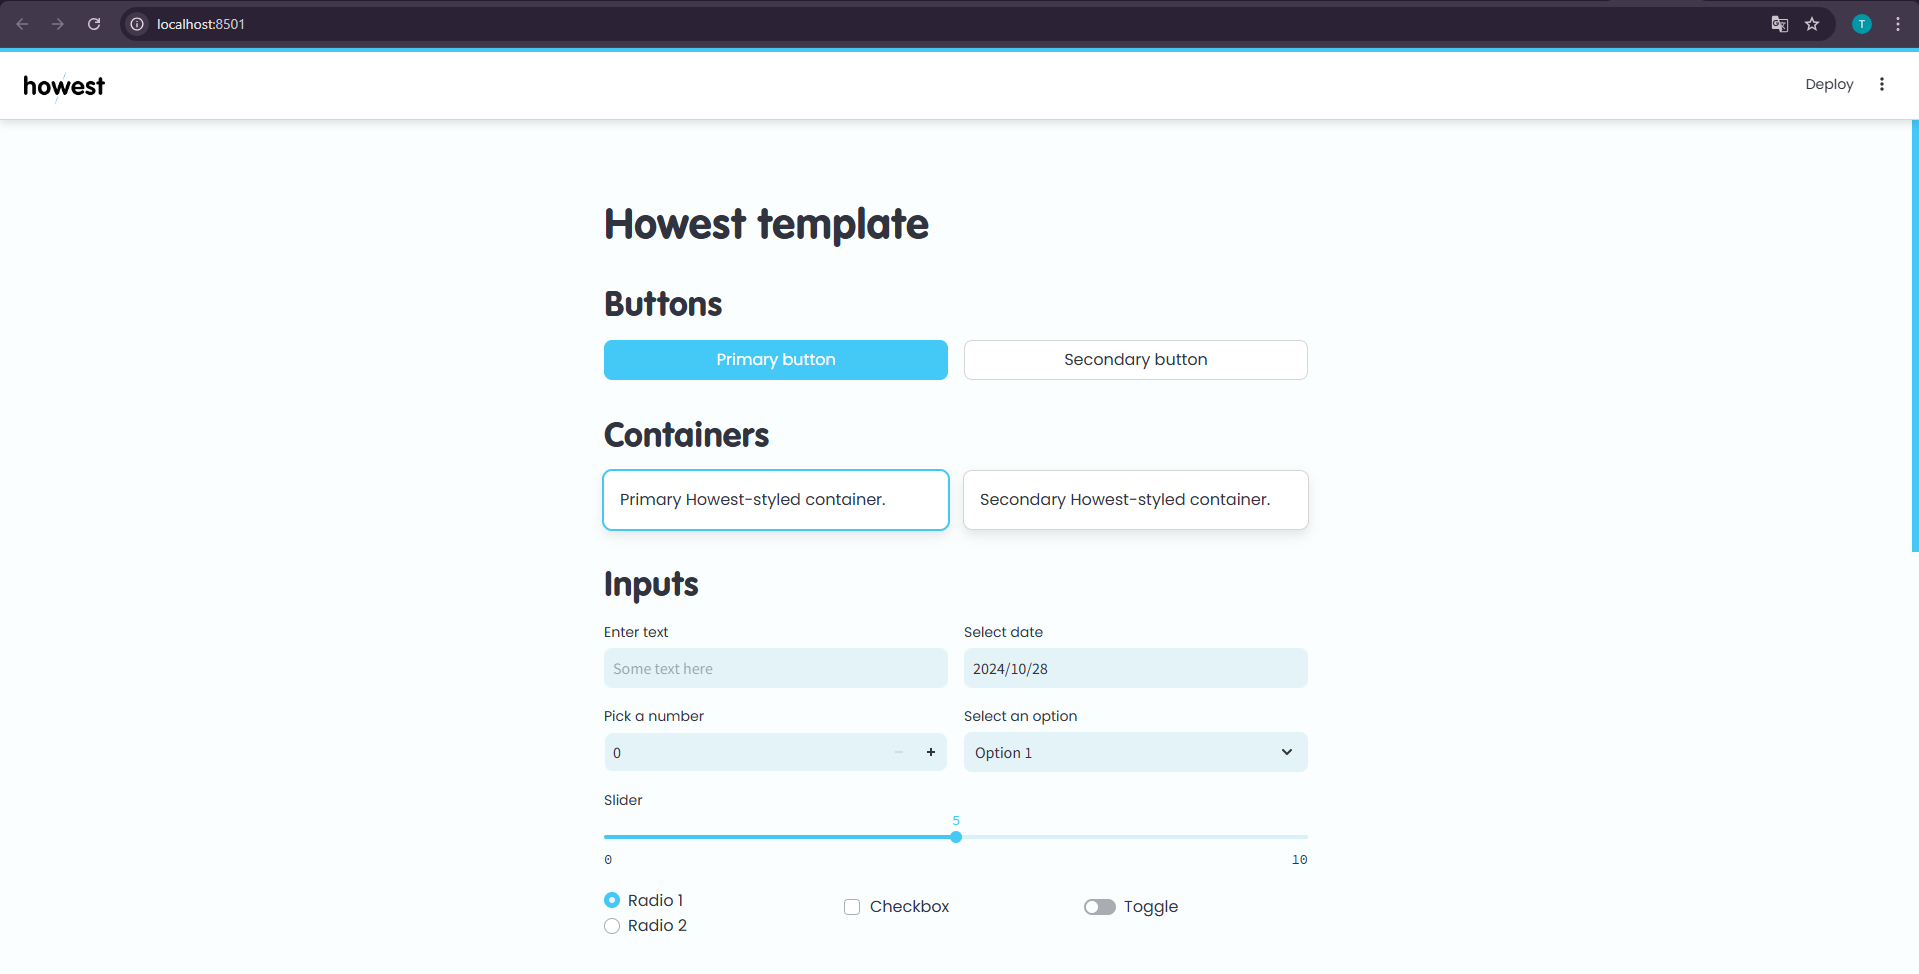 localhost:8501
T
howest
Deploy
Howest template
Buttons
Primary button
Secondary button
Containers
Primary Howest-styled container.
Secondary Howest-styled container.
Inputs
Enter text
Select date
Some text here
2024/10/28
Pick a number
Select an option
0
Option 1
Slider
5
0
10
Radio 1
Checkbox
Toggle
Radio 2